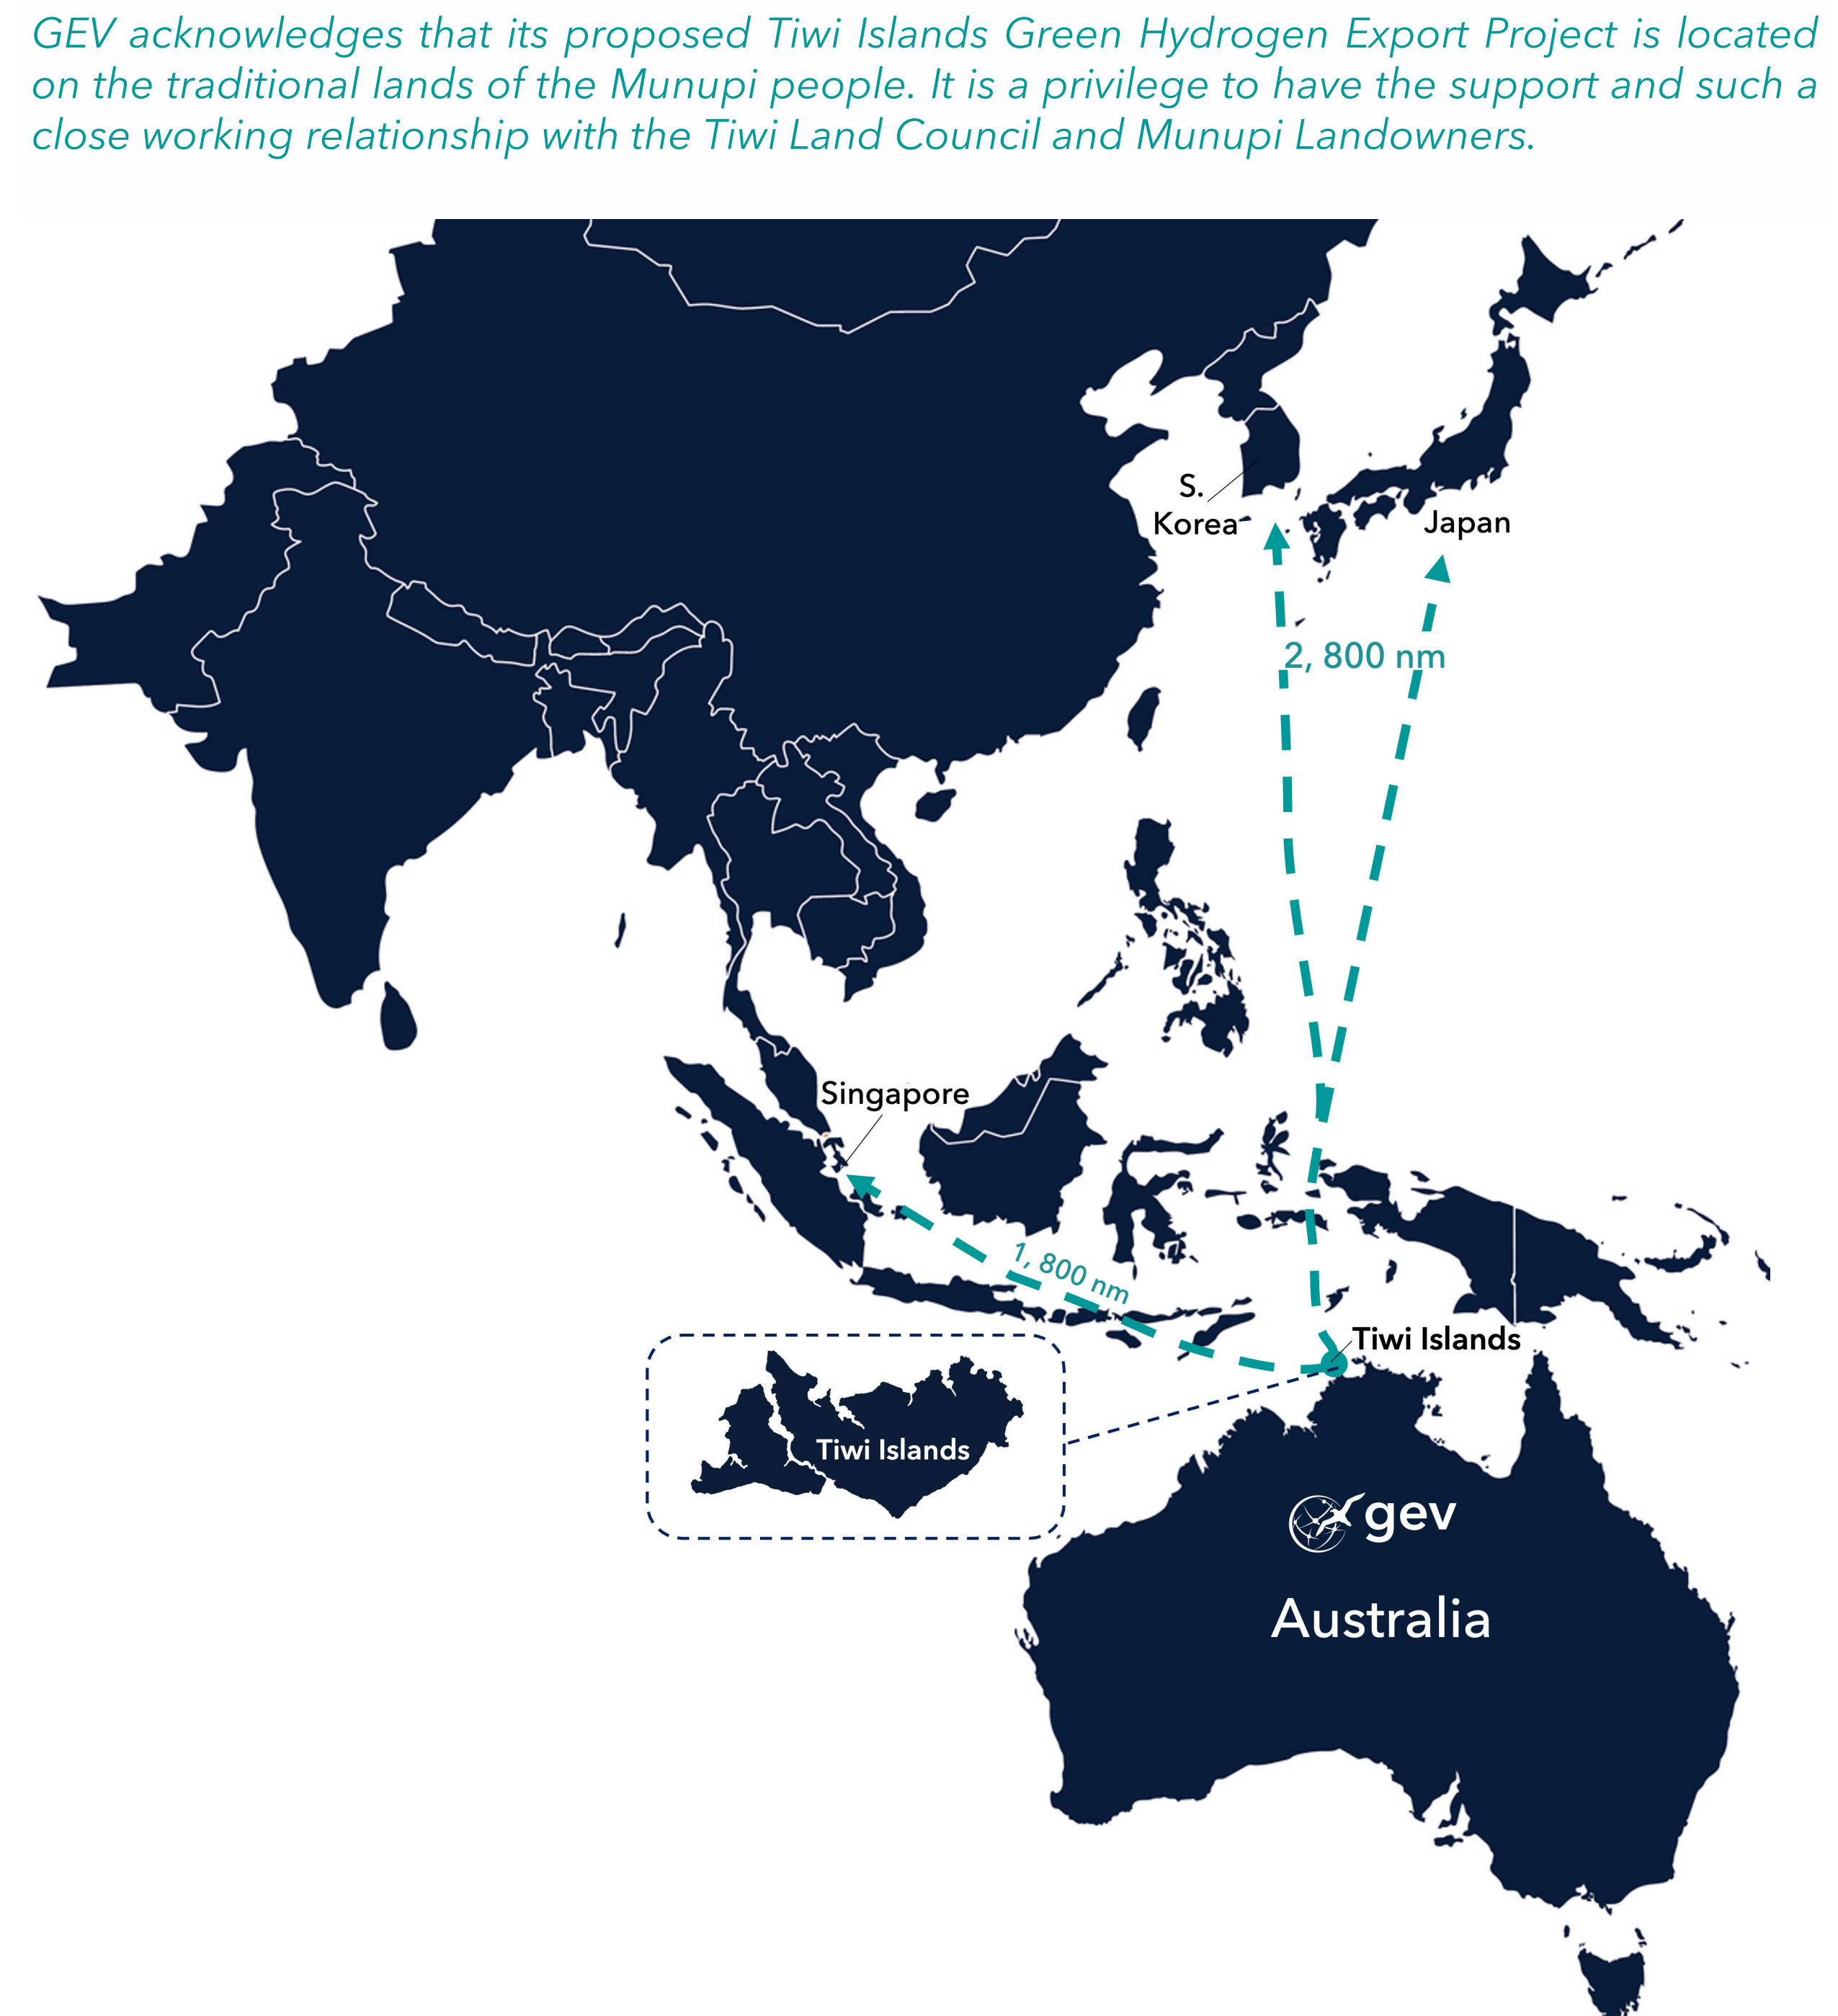 GEV acknowledges that its proposed Tiwi Islands Green Hydrogen Export Project is located
on the traditional lands of the Munupi people. It is a privilege to have the support and such a
close working relationship with the Tiwi Land Council and Munupi Landowners.
S.
Korea
Japan
2, 800 nm
Singapore
1, 800 nm
Tiwi Islands
Tiwi Islands
gev
Australia